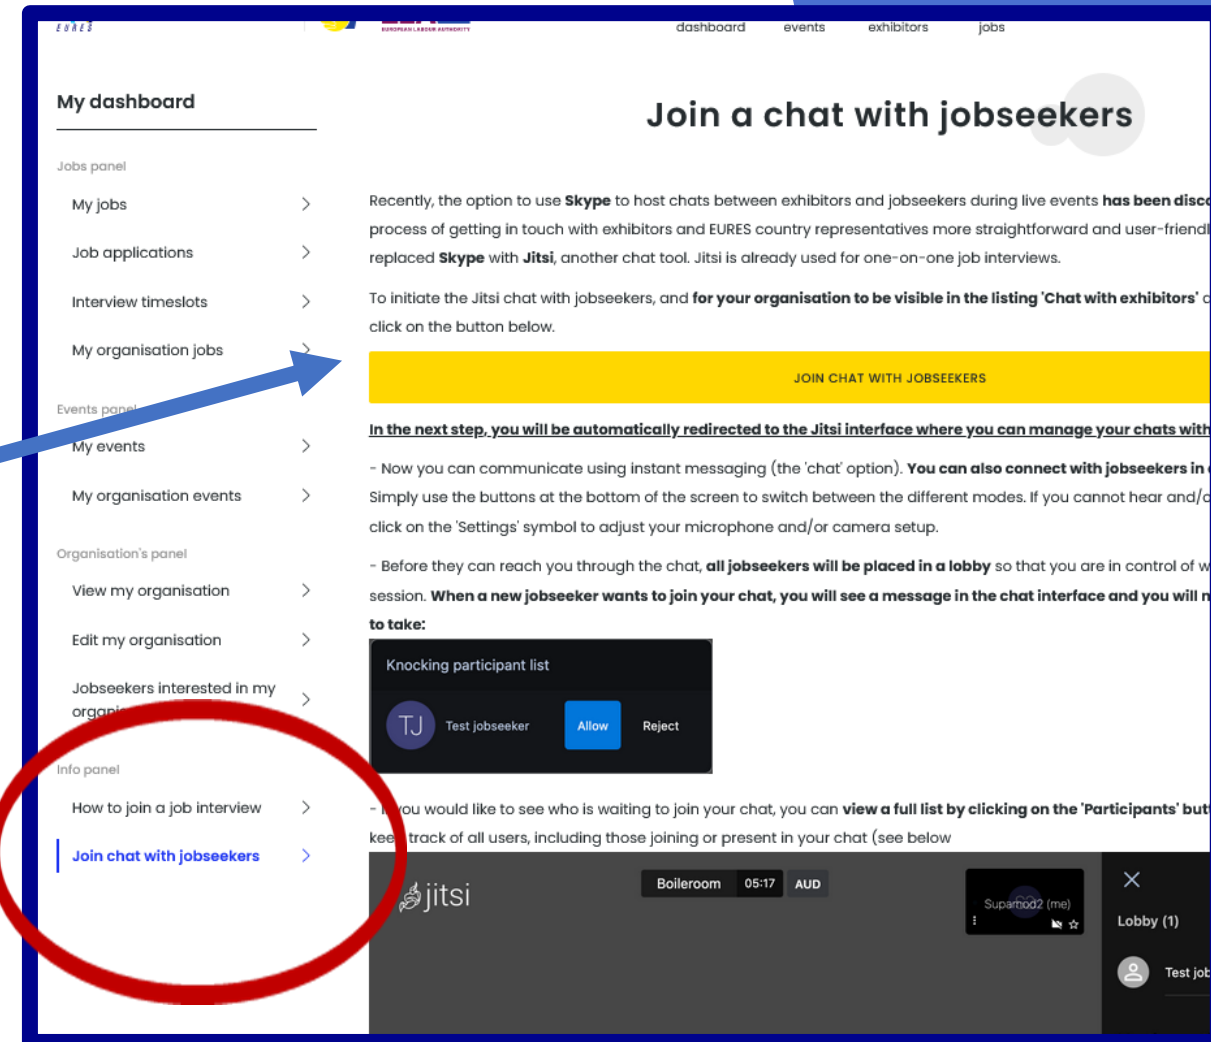 EURES
EUROPEAN LABOUR AUTHORITY
dashboard events exhibitors jobs
My dashboard
Jobs panel
My jobs
Job applications
Interview timeslots
My organisation jobs
Events panel
My events
My organisation events
Organisation's panel
View my organisation
Edit my organisation
Jobseekers interested in my
Info panel
How to join a job interview
Join chat with jobseekers
Join a chat with jobseekers
Recently, the option to use Skype to host chats between exhibitors and jobseekers during live events has been disc
process of getting in touch with exhibitors and EURES country representatives more straightforward and user-friendl
replaced Skype with Jitsi, another chat tool. Jitsi is already used for one-on-one job interviews.
To initiate the Jitsi chat with jobseekers, and for your organisation to be visible in the listing 'Chat with exhibitors'
click on the button below.
JOIN CHAT WITH JOBSEEKERS
In the next step, you will be automatically redirected to the Jitsi interface where you can manage your chats with
- Now you can communicate using instant messaging (the 'chat' option). You can also connect with jobseekers in
Simply use the buttons at the bottom of the screen to switch between the different modes. If you cannot hear and/
click on the 'Settings' symbol to adjust your microphone and/or camera setup.
- Before they can reach you through the chat, all jobseekers will be placed in a lobby so that you are in control of w
session. When a new jobseeker wants to join your chat, you will see a message in the chat interface and you will n
to take:
Knocking participant list
TJ Test jobseeker Allow Reject
- If you would like to see who is waiting to join your chat, you can view a full list by clicking on the 'Participants' but
keep track of all users, including those joining or present in your chat (see below
jitsi
Boileroom 05:17 AUD
Supamod2 (me)
Lobby (1)
Test job